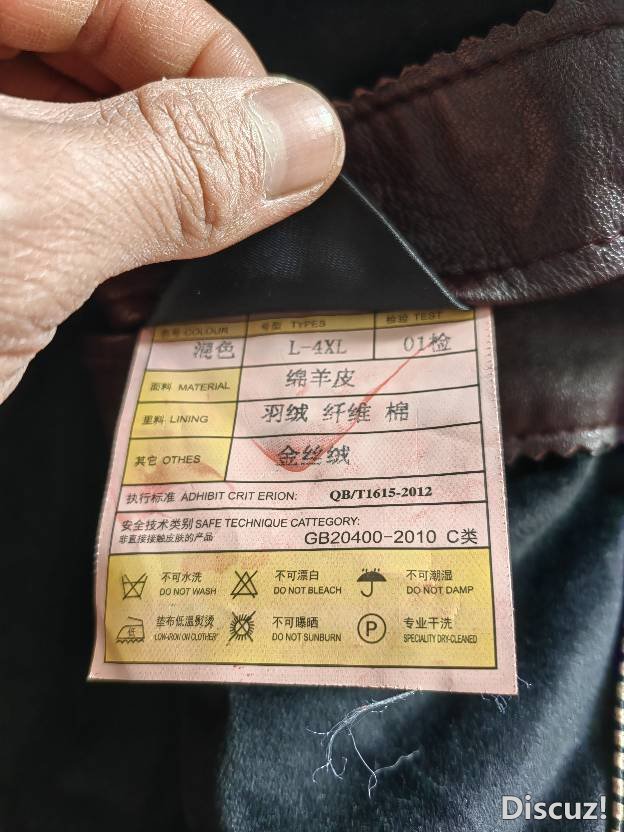 色号 COLOUR 号型 TYPES 检验 TEST
混色 L-4XL 01检
面料 MATERIAL 绵羊皮
里料 LINING 羽绒 纤维 棉
其它 OTHES 金丝绒
执行标准 ADHIBIT CRIT ERION: QB/T1615-2012
安全技术类别 SAFE TECHNIQUE CATTEGORY:
非直接接触皮肤的产品 GB20400-2010 C类
不可水洗 不可漂白 不可潮湿
DO NOT WASH DO NOT BLEACH DO NOT DAMP
低 垫布低温熨烫 不可曝晒 P 专业干洗
LOW-IRON ON CLOTHER' DO NOT SUNBURN SPECIALITY DRY-CLEANED
Discuz!